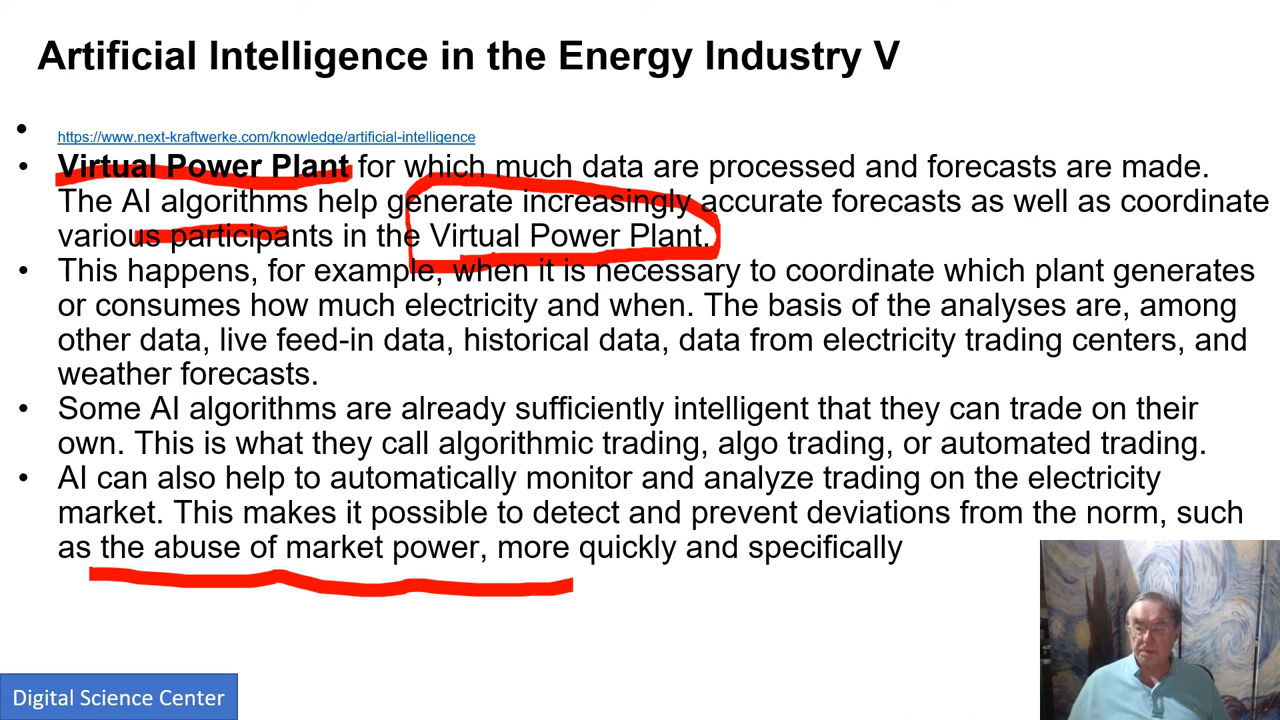 Artificial Intelligence in the Energy Industry V
•
https://www.next-kraftwerke.com/knowledge/artificial-intelligence
• Virtual Power Plant for which much data are processed and forecasts are made.
The AI algorithms help generate increasingly accurate forecasts as well as coordinate
various participants in the Virtual Power Plant.
• This happens, for example, when it is necessary to coordinate which plant generates
or consumes how much electricity and when. The basis of the analyses are, among
other data, live feed-in data, historical data, data from electricity trading centers, and
weather forecasts.
• Some AI algorithms are already sufficiently intelligent that they can trade on their
own. This is what they call algorithmic trading, algo trading, or automated trading.
• AI can also help to automatically monitor and analyze trading on the electricity
market. This makes it possible to detect and prevent deviations from the norm, such
as the abuse of market power, more quickly and specifically
Digital Science Center